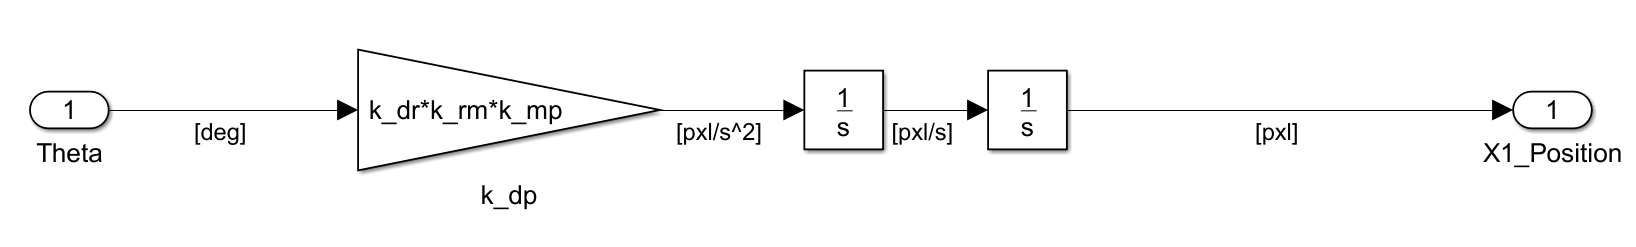 1
[deg]
Theta
k_dr*k_rm*k_mp
k_dp
[pxl/s^2]
1
s
[pxl/s]
1
s
[pxl]
1
X1_Position